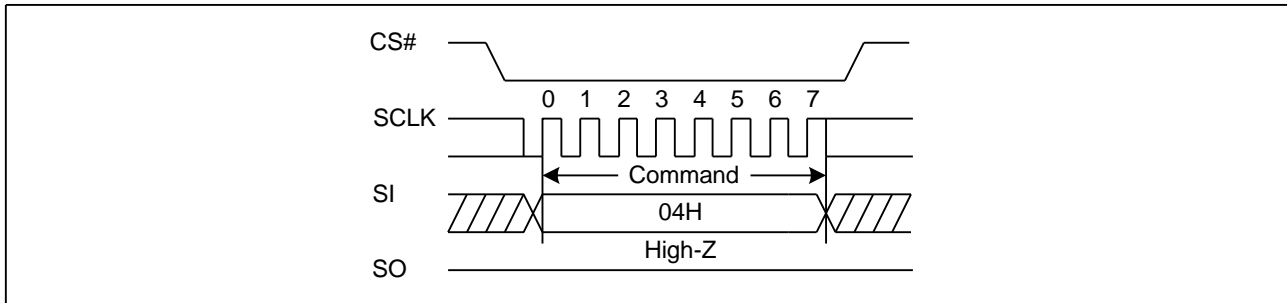 CS#
0 1 2 3 4 5 6 7
SCLK
Command
SI
04H
High-Z
SO